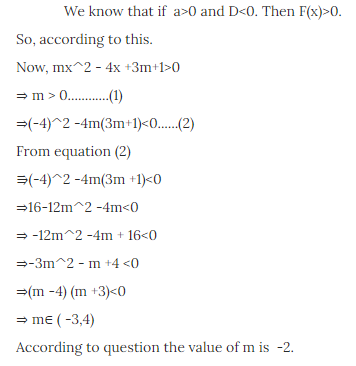 We know that if a>0 and D<0. Then F(x)>0.
So, according to this.
Now, mx^2 - 4x +3m+1>0
⇒ m > 0............(1)
⇒(-4)^2 -4m(3m+1)<0......(2)
From equation (2)
⇒(-4)^2 -4m(3m +1)<0
⇒16-12m^2 -4m<0
⇒ -12m^2 -4m + 16<0
⇒-3m^2 - m +4 <0
⇒(m -4) (m +3)<0
⇒ m∈ ( -3,4)
According to question the value of m is -2.